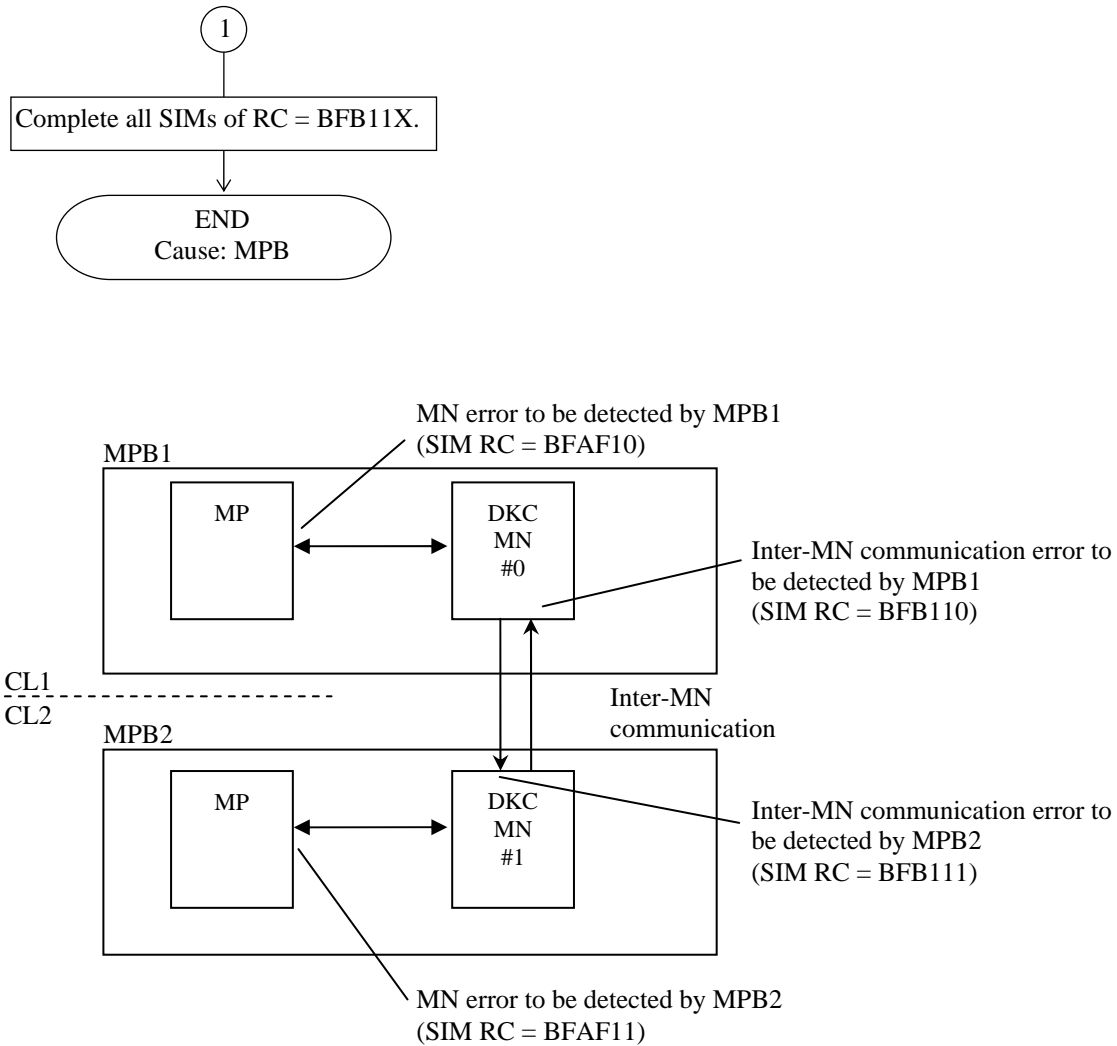 1
Complete all SIMs of RC = BFB11X.
END
Cause: MPB
MN error to be detected by MPB1
(SIM RC = BFAF10)
MPB1
MP
DKC
MN
#0
Inter-MN communication error to
be detected by MPB1
(SIM RC = BFB110)
CL1
CL2
Inter-MN
communication
MPB2
MP
DKC
MN
#1
Inter-MN communication error to
be detected by MPB2
(SIM RC = BFB111)
MN error to be detected by MPB2
(SIM RC = BFAF11)